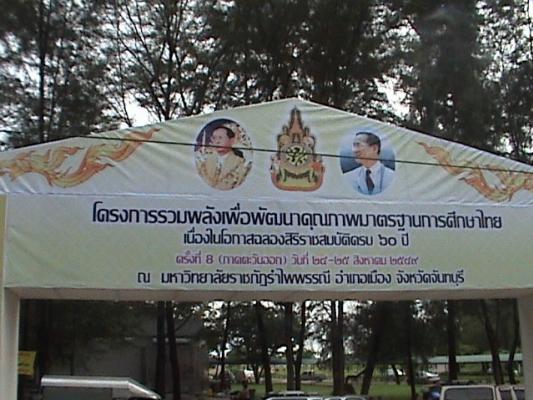 โครงการรวมพลังเพื่อพัฒนาคุณภาพมาตรฐานการศึกษาไทย
เนื่องในโอกาสฉลองสิริราชสมบัติครบ ๖๐ ปี
ครั้งที่ 8 (ภาคตะวันออก) วันที่ ๒๔-๒๕ สิงหาคม ๒๕๔๙
ณ มหาวิทยาลัยราชภัฏรำไพพรรณี อำเภอเมือง จังหวัดจันทบุรี